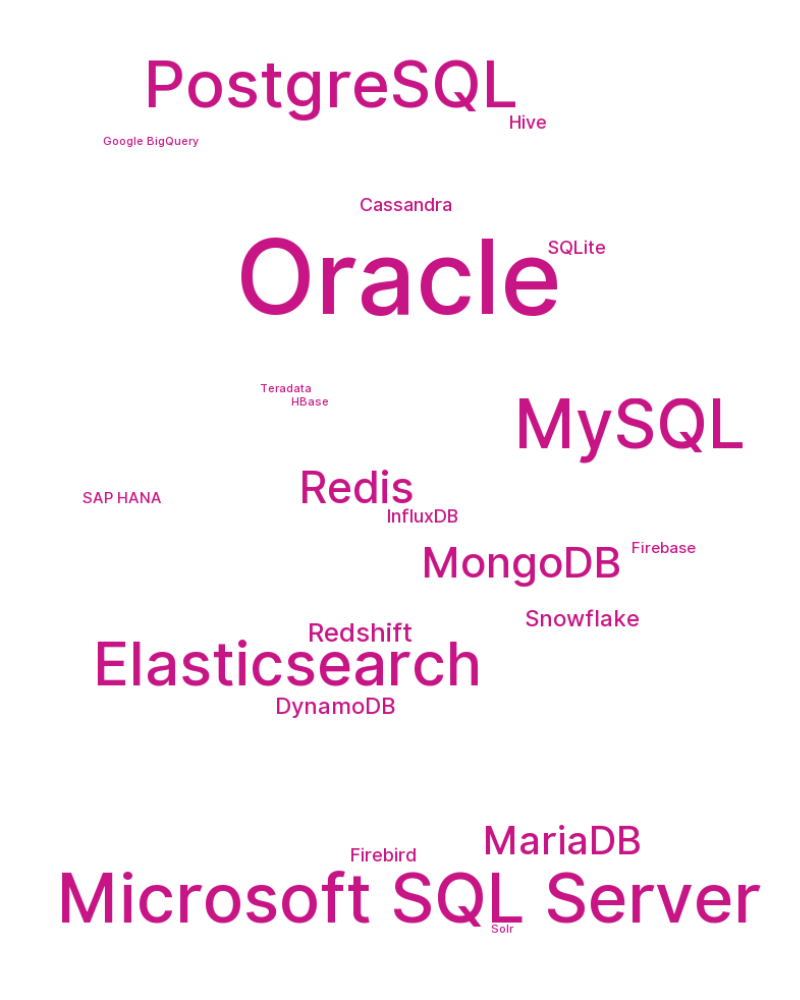 PostgreSQL
Hive
Google BigQuery
Cassandra
SQLite
Oracle
Teradata
HBase
MySQL
Redis
SAP HANA
InfluxDB
Firebase
MongoDB
Snowflake
Redshift
Elasticsearch
DynamoDB
MariaDB
Firebird
Microsoft SQL Server
Solr